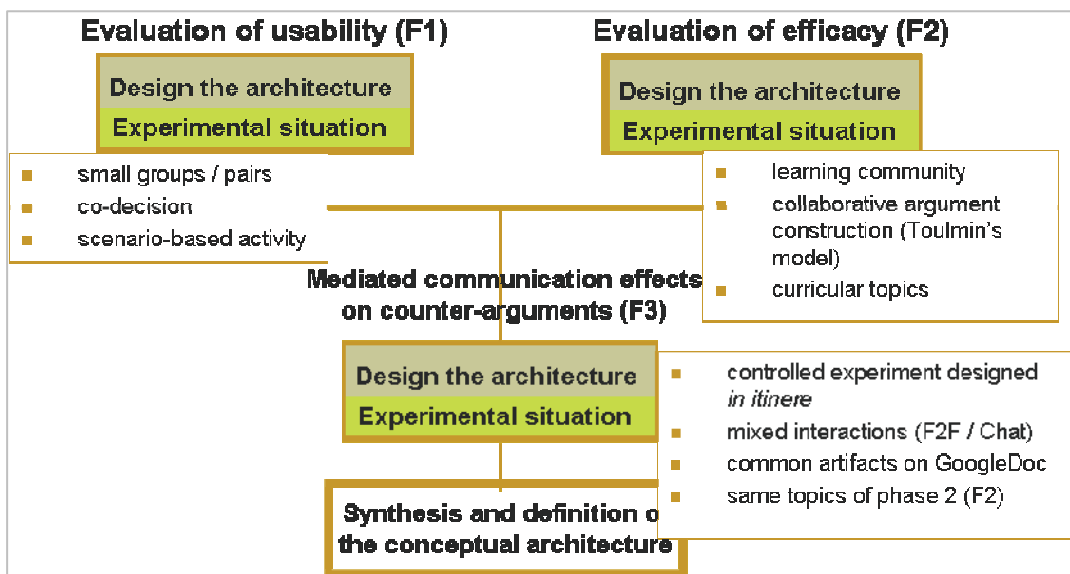 Evaluation of usability (F1)
Design the architecture
Experimental situation
small groups / pairs
co-decision
scenario-based activity
Evaluation of efficacy (F2)
Design the architecture
Experimental situation
learning community
collaborative argument
construction (Toulmin's
model)
curricular topics
Mediated communication effects
on counter-arguments (F3)
Design the architecture
Experimental situation
controlled experiment designed
in itinere
mixed interactions (F2F / Chat)
common artifacts on GoogleDoc
same topics of phase 2 (F2)
Synthesis and definition o
the conceptual architecture